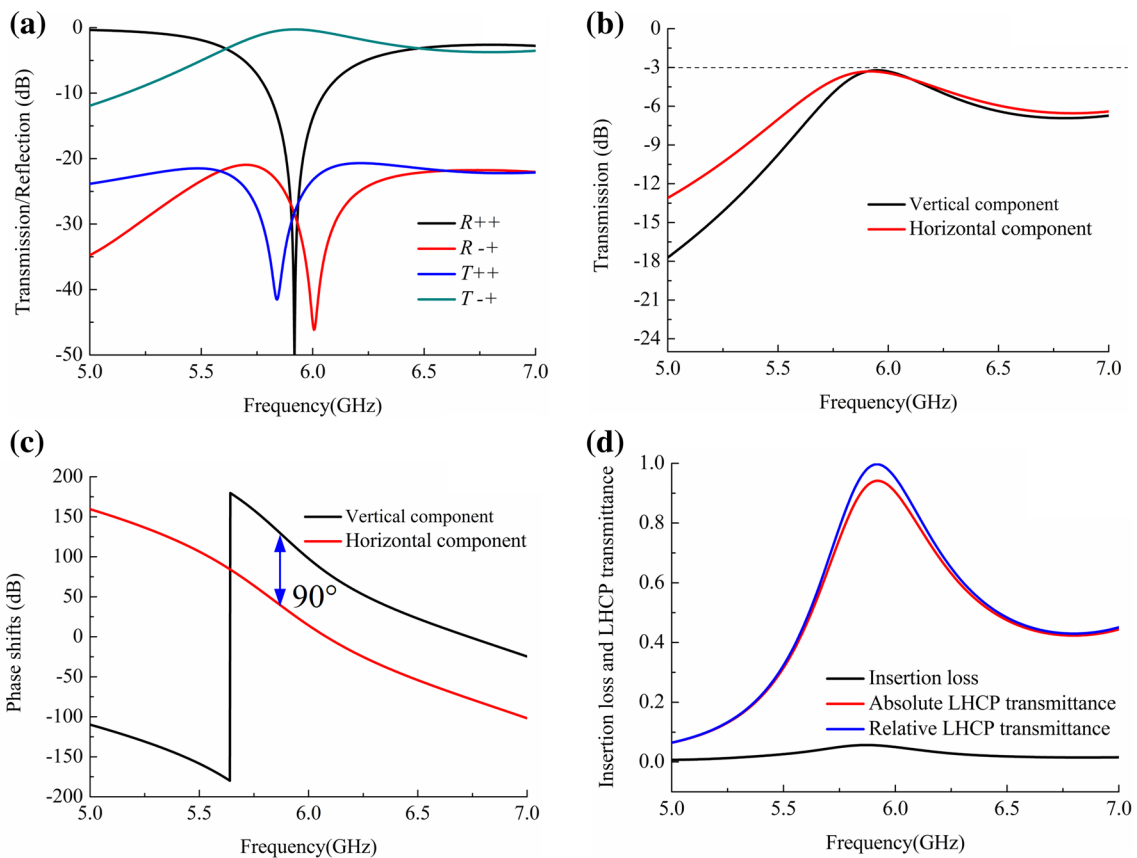 (a)
0
-10
-20
-30
-40
-50
Transmission/Reflection (dB)
R++
R-+
T++
T-+
5.0 5.5 6.0 6.5 7.0
Frequency(GHz)
(b)
0
-3
-6
-9
-12
-15
-18
-21
-24
Transmission (dB)
Vertical component
Horizontal component
5.0 5.5 6.0 6.5 7.0
Frequency(GHz)
(c)
200
150
100
50
0
-50
-100
-150
-200
Phase shifts (dB)
Vertical component
Horizontal component
90°
5.0 5.5 6.0 6.5 7.0
Frequency(GHz)
(d)
1.0
0.8
0.6
0.4
0.2
0.0
Insertion loss and LHCP transmittance
Insertion loss
Absolute LHCP transmittance
Relative LHCP transmittance
5.0 5.5 6.0 6.5 7.0
Frequency(GHz)